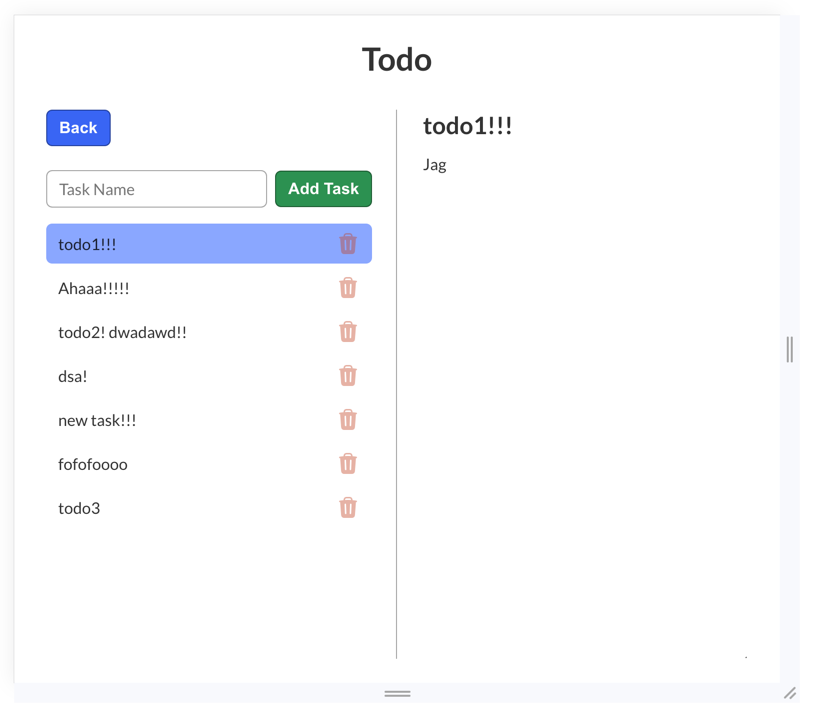 Todo
Back
Task Name
Add Task
todo1!!!
Ahaaa!!!!!
todo2! dwadawd!!
dsa!
new task!!!
fofofoooo
todo3
todo1!!!
Jag